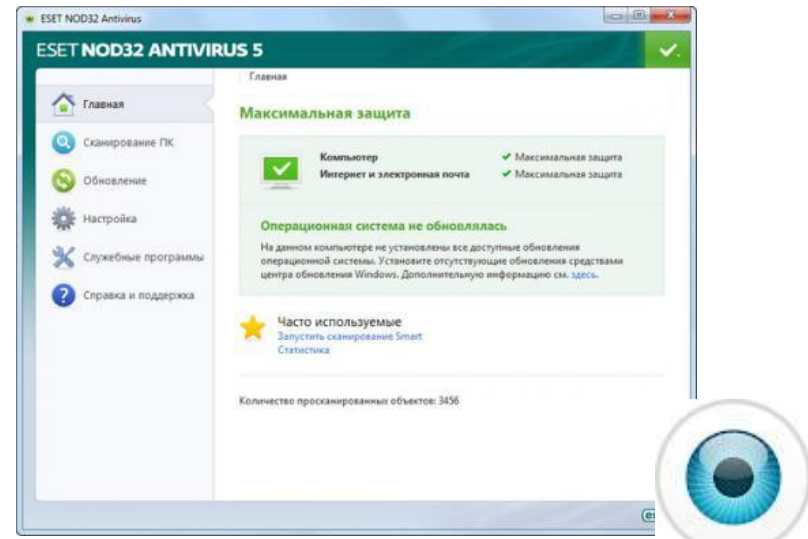 ESET NOD32 Antivirus
ESET NOD32 ANTIVIRUS 5
Главная
Главная
Сканирование ПК
Обновление
Настройка
Служебные программы
Справка и поддержка
Максимальная защита
Компьютер ✔ Максимальная защита
Интернет и электронная почта ✔ Максимальная защита
Операционная система не обновлялась
На данном компьютере не установлены все доступные обновления
операционной системы. Установите отсутствующие обновления средствами
центра обновления Windows. Дополнительную информацию см. здесь.
Часто используемые
Запустить сканирование Smart
Статистика
Количество просканированных объектов: 3456